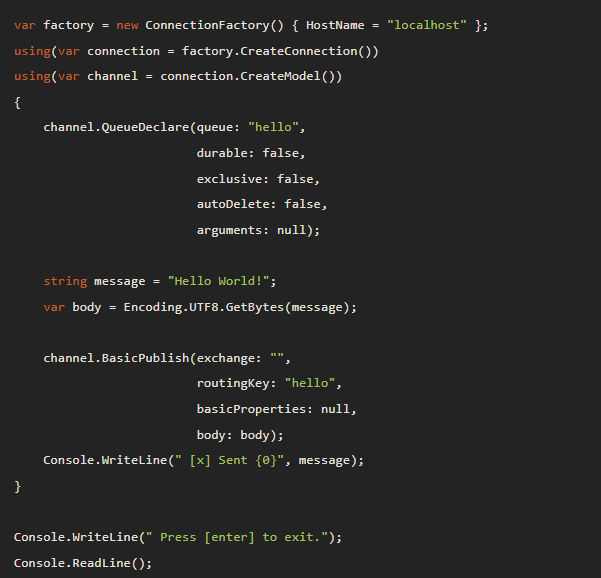 var factory = new ConnectionFactory() { HostName = "localhost" };
using(var connection = factory.CreateConnection())
using(var channel = connection.CreateModel())
{
    channel.QueueDeclare(queue: "hello",
                         durable: false,
                         exclusive: false,
                         autoDelete: false,
                         arguments: null);

    string message = "Hello World!";
    var body = Encoding.UTF8.GetBytes(message);

    channel.BasicPublish(exchange: "",
                         routingKey: "hello",
                         basicProperties: null,
                         body: body);
    Console.WriteLine(" [x] Sent {0}", message);
}

Console.WriteLine(" Press [enter] to exit.");
Console.ReadLine();